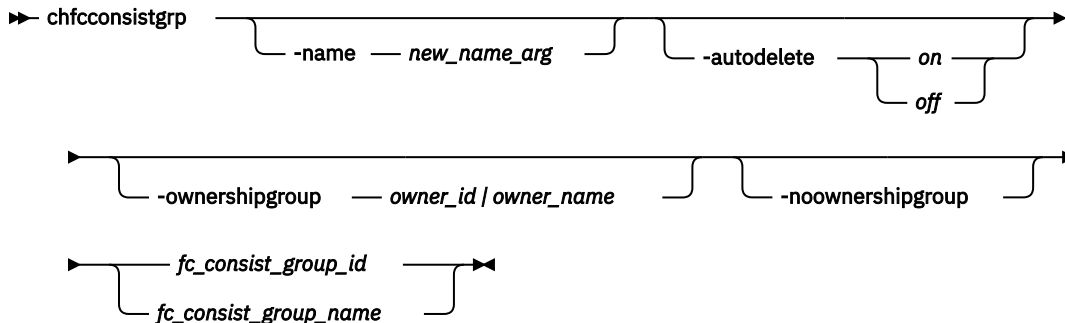 chfcconsistgrp
-name new_name_arg -autodelete on
off
-ownershipgroup owner_id / owner_name -noownershipgroup
fc_consist_group_id
fc_consist_group_name